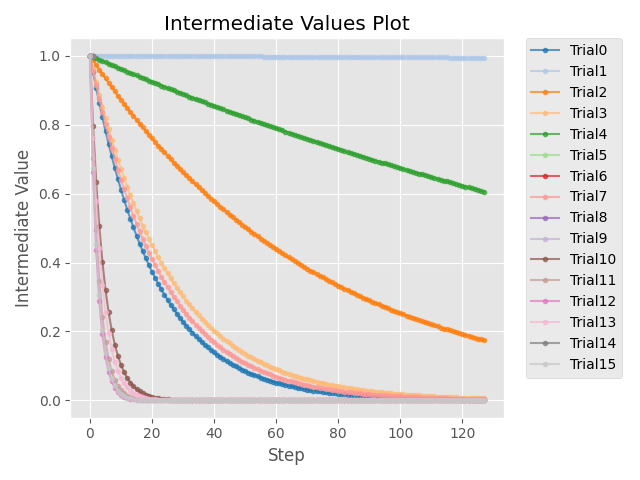 Intermediate Values Plot
Intermediate Value
1.0
0.8
0.6
0.4
0.2
0.0
0
20
40
60
80
100
120
Step
Trial0
Trial1
Trial2
Trial3
Trial4
Trial5
Trial6
Trial7
Trial8
Trial9
Trial10
Trial11
Trial12
Trial13
Trial14
Trial15